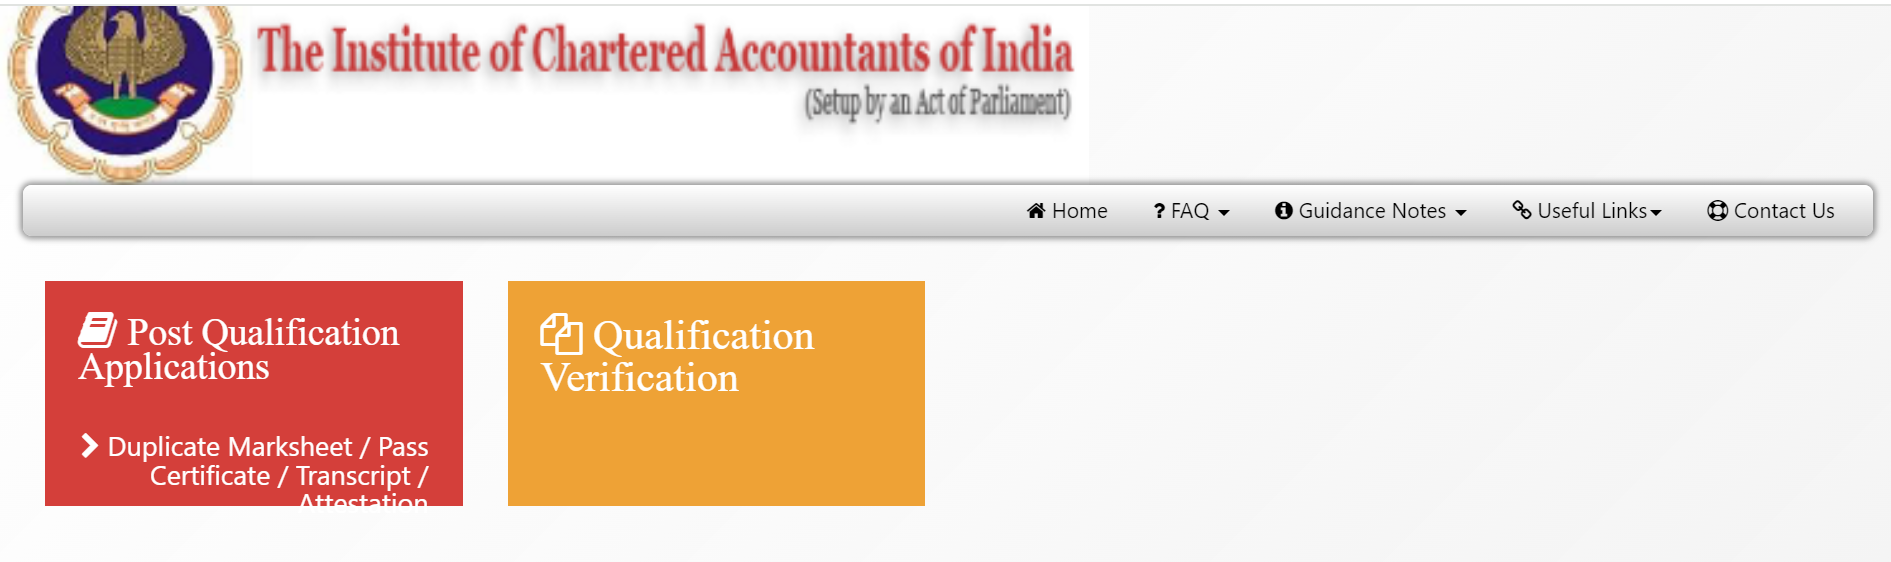 The Institute of Chartered Accountants of India
(Setup by an Act of Parliament)
Home ? FAQ Guidance Notes Useful Links Contact Us
Post Qualification
Applications
Duplicate Marksheet / Pass
Certificate / Transcript /
Attestation
Qualification
Verification